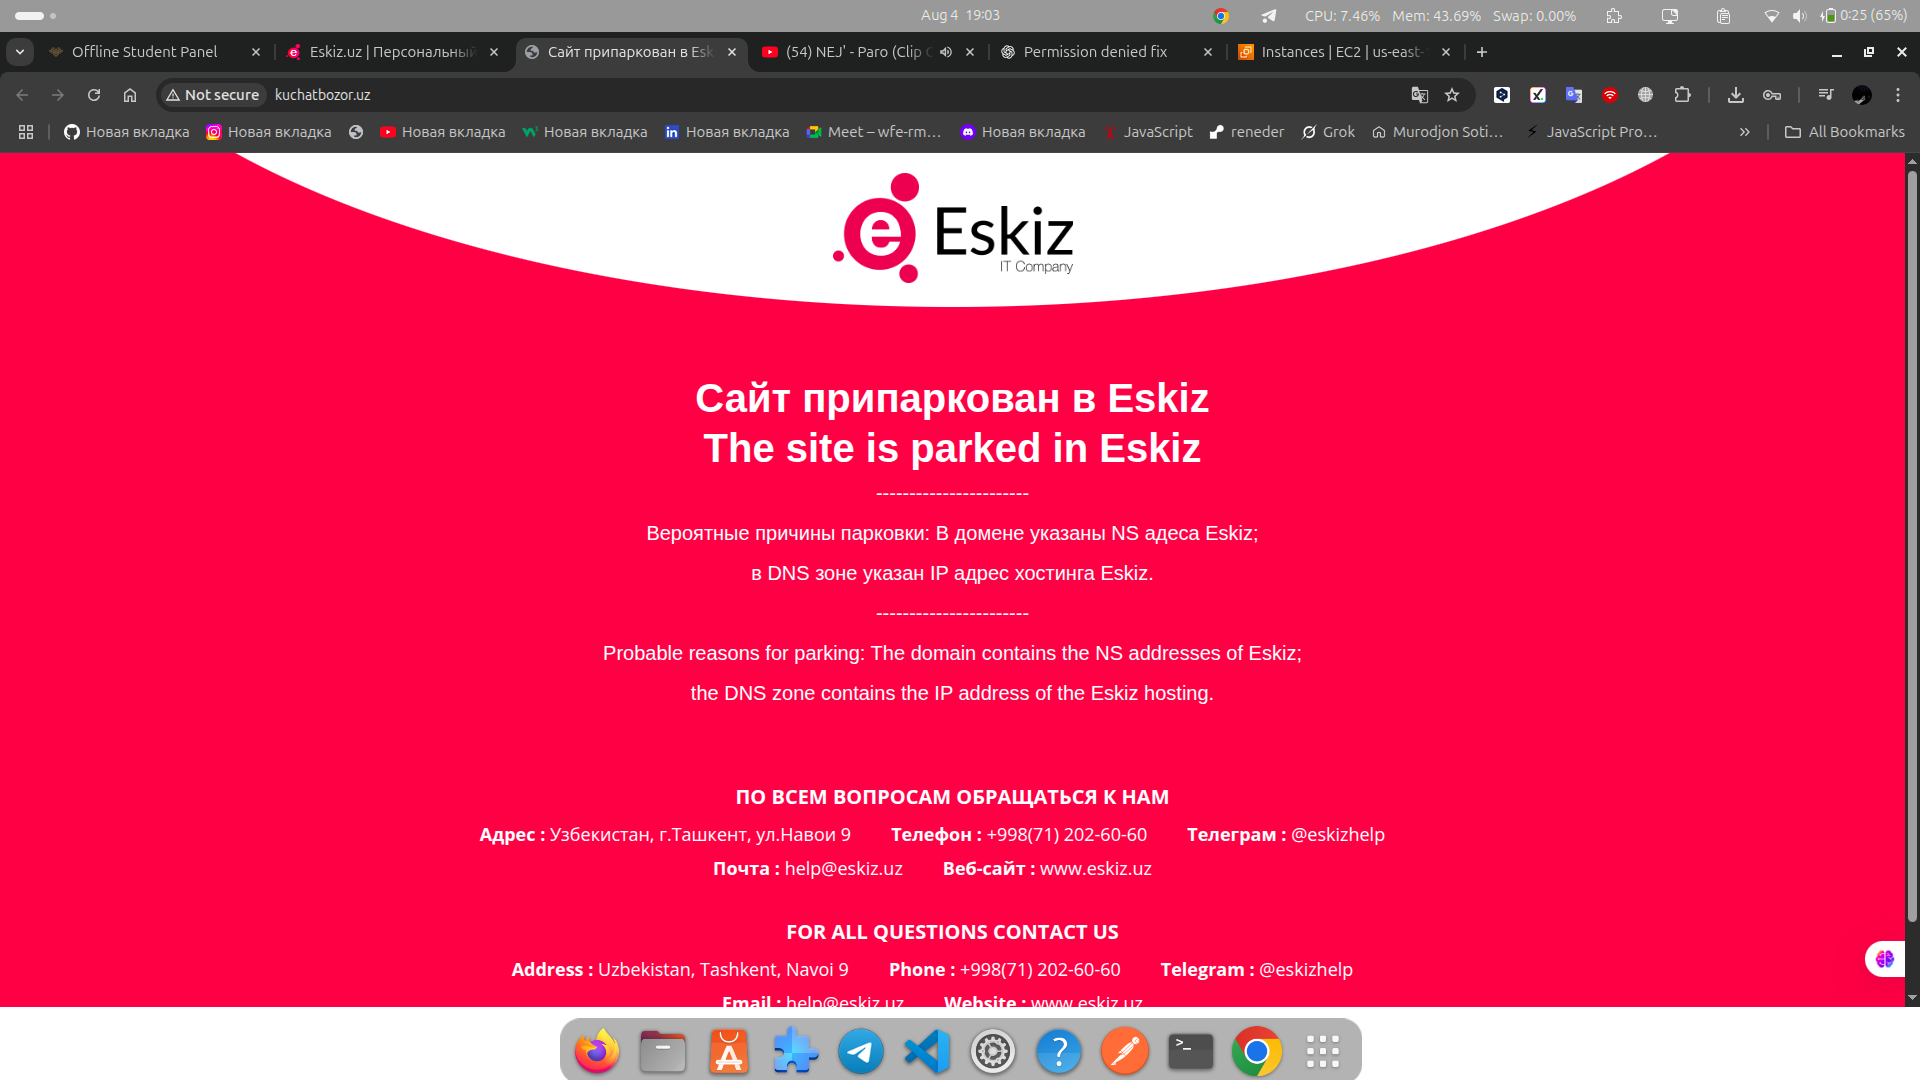 Aug 4 19:03
CPU: 7.46% Mem: 43.69% Swap: 0.00%
0:25 (65%)
Offline Student Panel
Eskiz.uz | Персональный
Сайт припаркован в Esk
(54) NEJ' - Paro (Clip
Permission denied fix
Instances | EC2 | us-east-
Not secure kuchatbozor.uz
Новая вкладка
Новая вкладка
Новая вкладка
Новая вкладка
Новая вкладка
Meet – wfe-rm…
Новая вкладка
JavaScript
reneder
Grok
Murodjon Soti…
JavaScript Pro…
»
All Bookmarks
e Eskiz
IT Company
Сайт припаркован в Eskiz
The site is parked in Eskiz
-----------------------
Вероятные причины парковки: В домене указаны NS адеса Eskiz;
в DNS зоне указан IP адрес хостинга Eskiz.
-----------------------
Probable reasons for parking: The domain contains the NS addresses of Eskiz;
the DNS zone contains the IP address of the Eskiz hosting.
ПО ВСЕМ ВОПРОСАМ ОБРАЩАТЬСЯ К НАМ
Адрес : Узбекистан, г.Ташкент, ул.Навои 9 Телефон : +998(71) 202-60-60 Телеграм : @eskizhelp
Почта : help@eskiz.uz Веб-сайт : www.eskiz.uz
FOR ALL QUESTIONS CONTACT US
Address : Uzbekistan, Tashkent, Navoi 9 Phone : +998(71) 202-60-60 Telegram : @eskizhelp
Email : help@eskiz.uz Website : www.eskiz.uz